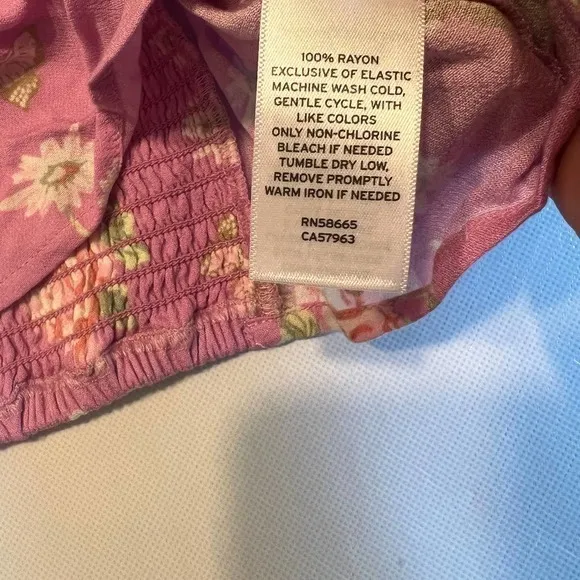 100% RAYON
EXCLUSIVE OF ELASTIC
MACHINE WASH COLD,
GENTLE CYCLE, WITH
LIKE COLORS
ONLY NON-CHLORINE
BLEACH IF NEEDED
TUMBLE DRY LOW,
REMOVE PROMPTLY
WARM IRON IF NEEDED
RN58665
CA57963